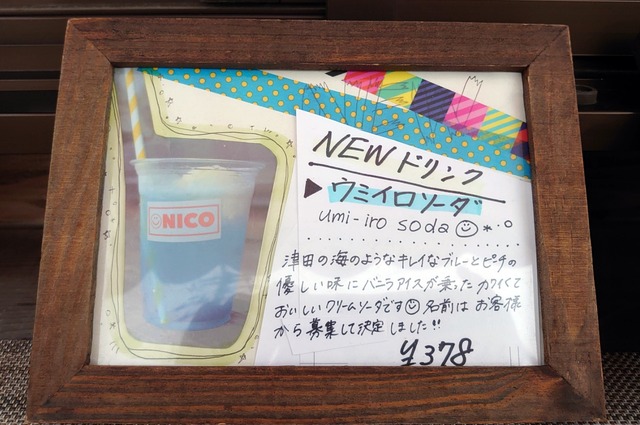 NEWドリンク
▶ウミイロソーダ
umi-iro soda
津田の海のようなキレイなブルーとピーチの
優しい味にバニラアイスが乗ったカワイくて
おいしいクリームソーダです 名前はお客様
から募集して決定しました!!
¥378
NICO